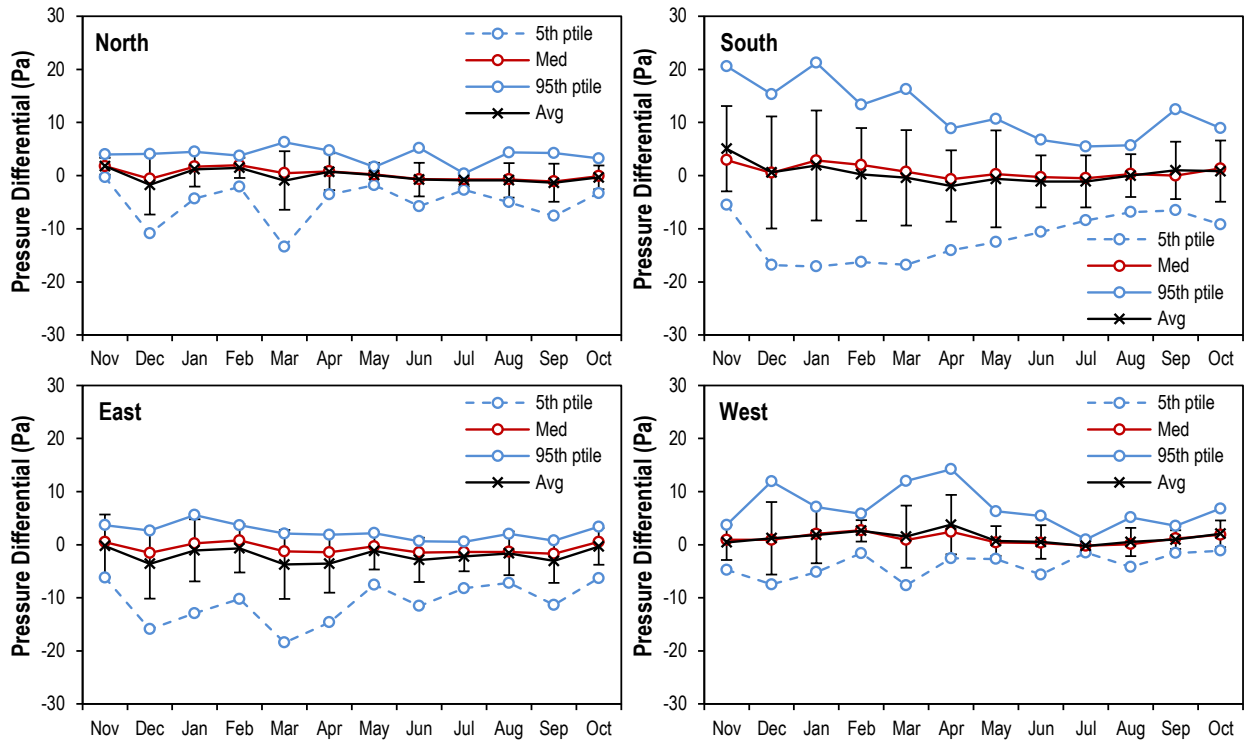 North
Pressure Differential (Pa)
30
20
10
0
-10
-20
-30
Nov Dec Jan Feb Mar Apr May Jun Jul Aug Sep Oct
5th ptile
Med
95th ptile
Avg
South
Pressure Differential (Pa)
30
20
10
0
-10
-20
-30
Nov Dec Jan Feb Mar Apr May Jun Jul Aug Sep Oct
5th ptile
Med
95th ptile
Avg
East
Pressure Differential (Pa)
30
20
10
0
-10
-20
-30
Nov Dec Jan Feb Mar Apr May Jun Jul Aug Sep Oct
5th ptile
Med
95th ptile
Avg
West
Pressure Differential (Pa)
30
20
10
0
-10
-20
-30
Nov Dec Jan Feb Mar Apr May Jun Jul Aug Sep Oct
5th ptile
Med
95th ptile
Avg